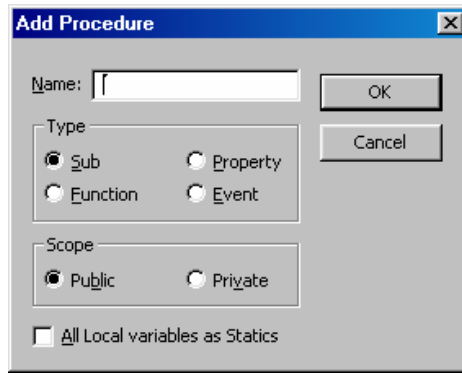 Add Procedure
Name:
OK
Type
Cancel
Sub Property
Function Event
Scope
Public Private
All Local variables as Statics